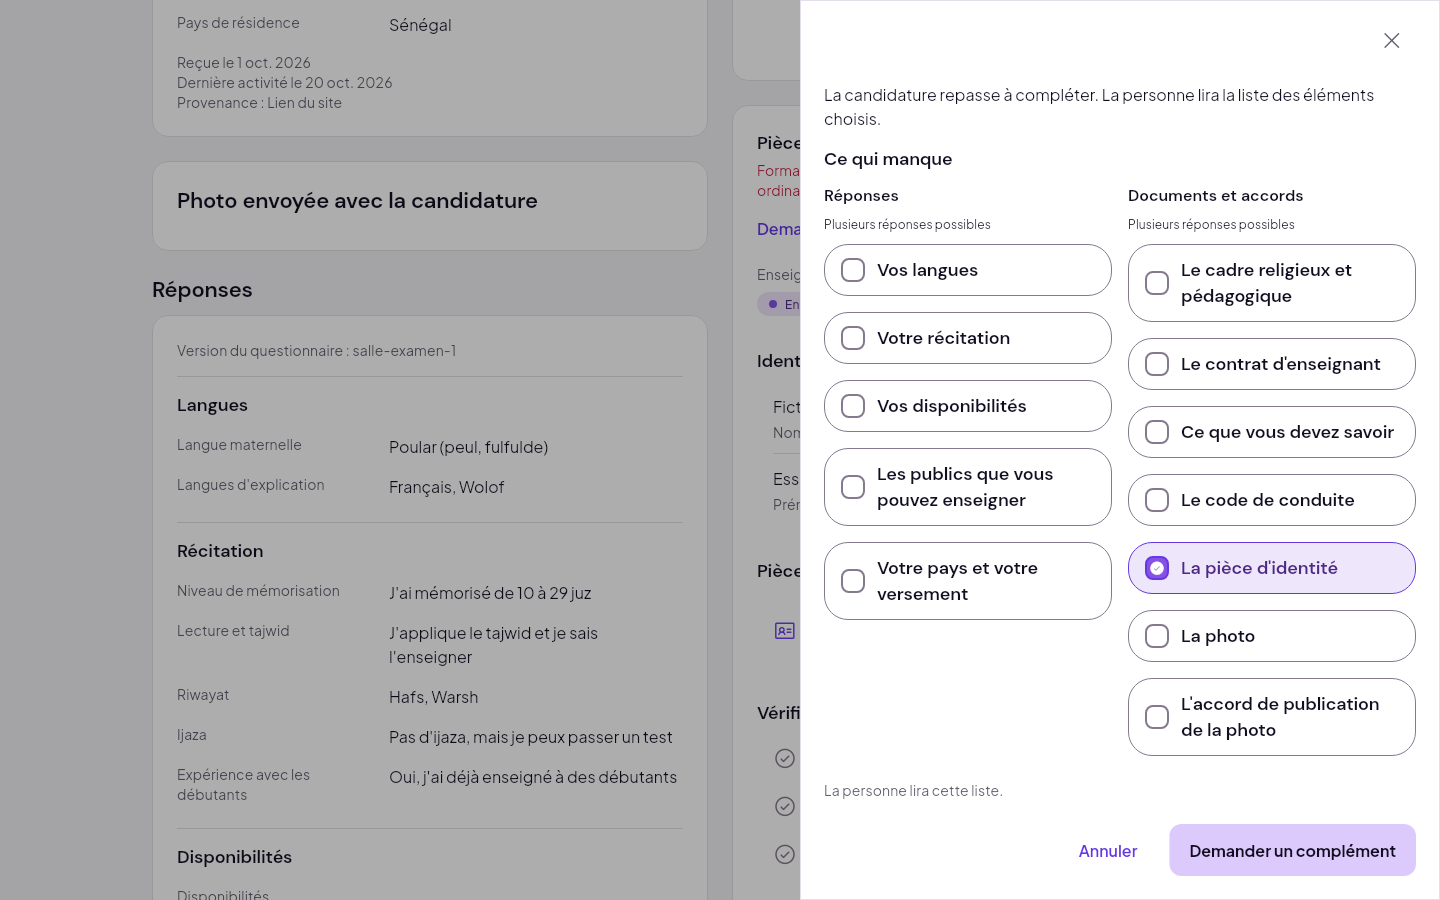 Pays de résidence
Sénégal
Reçue le 1 oct. 2026
Dernière activité le 20 oct. 2026
Provenance : Lien du site
Photo envoyée avec la candidature
Réponses
Version du questionnaire : salle-examen-1
Langues
Langue maternelle
Poular (peul, fulfulde)
Langues d'explication
Français, Wolof
Récitation
Niveau de mémorisation
J'ai mémorisé de 10 à 29 juz
Lecture et tajwid
J'applique le tajwid et je sais
l'enseigner
Riwayat
Hafs, Warsh
Ijaza
Pas d'ijaza, mais je peux passer un test
Expérience avec les
débutants
Oui, j'ai déjà enseigné à des débutants
Disponibilités
Disponibilités
La candidature repasse à compléter. La personne lira la liste des éléments
choisis.
Ce qui manque
Réponses
Plusieurs réponses possibles
Vos langues
Votre récitation
Vos disponibilités
Les publics que vous
pouvez enseigner
Votre pays et votre
versement
Documents et accords
Plusieurs réponses possibles
Le cadre religieux et
pédagogique
Le contrat d'enseignant
Ce que vous devez savoir
Le code de conduite
La pièce d'identité
La photo
L'accord de publication
de la photo
La personne lira cette liste.
Annuler
Demander un complément